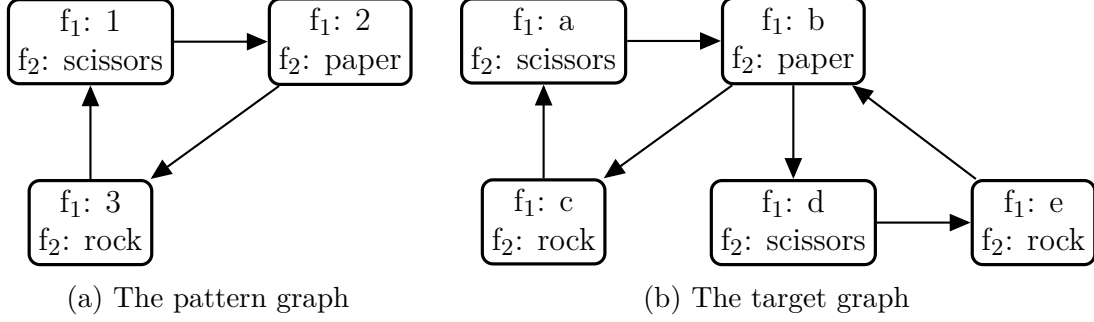 f₁: 1
f₂: scissors
f₁: 2
f₂: paper
f₁: 3
f₂: rock
(a) The pattern graph
f₁: a
f₂: scissors
f₁: b
f₂: paper
f₁: c
f₂: rock
f₁: d
f₂: scissors
f₁: e
f₂: rock
(b) The target graph